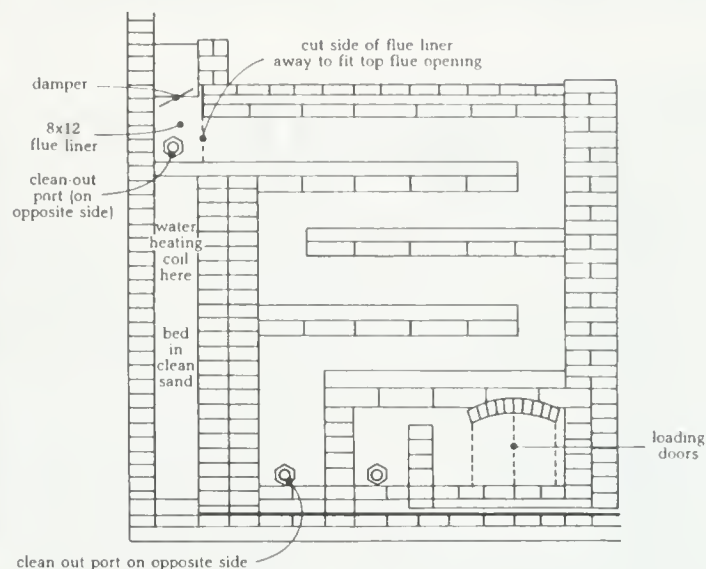 cut side of flue liner
away to fit top flue opening
damper
8x12
flue liner
clean-out
port (on
opposite side)
water
heating
coil
here
bed
in
clean
sand
loading
doors
clean out port on opposite side